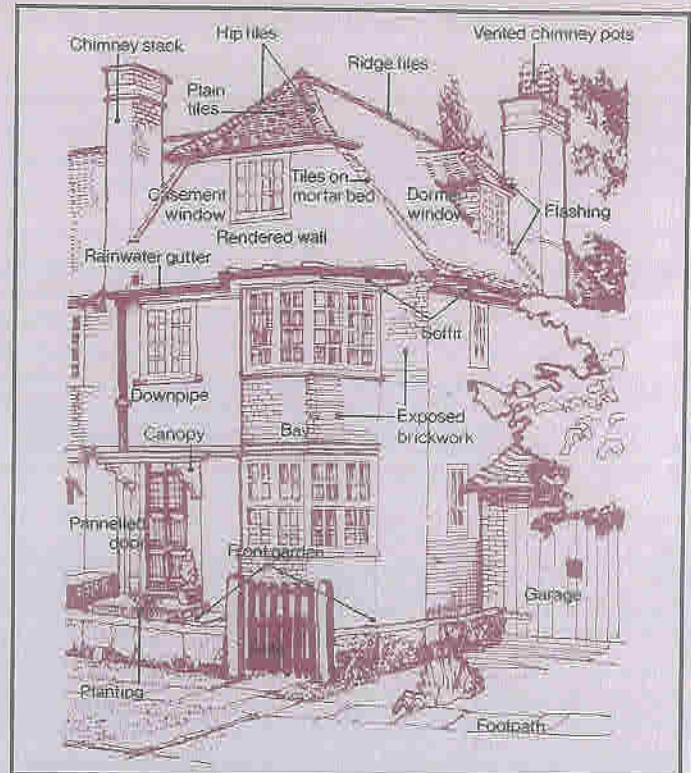 Chimney stack
Hip tiles
Vented chimney pots
Ridge tiles
Plain
tiles
Casement
window
Tiles on
mortar bed
Dormer
window
Flashing
Rendered wall
Rainwater gutter
Soffit
Downpipe
Canopy
Bay
Exposed
brickwork
Pannelled
door
Front garden
Garage
Planting
Footpath